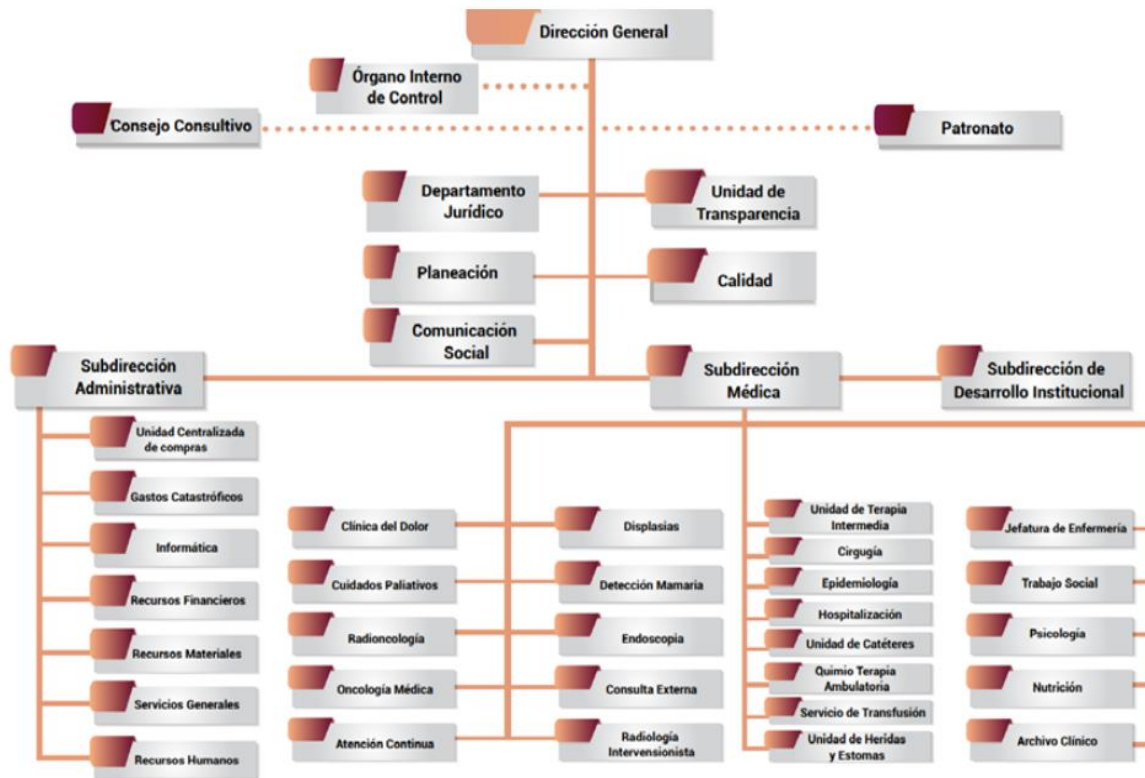 Dirección General
Órgano Interno
de Control
Consejo Consultivo
Patronato
Departamento
Jurídico
Unidad de
Transparencia
Planeación
Calidad
Comunicación
Social
Subdirección
Administrativa
Subdirección
Médica
Subdirección de
Desarrollo Institucional
Unidad Centralizada
de compras
Gastos Catastróficos
Informática
Recursos Financieros
Recursos Materiales
Servicios Generales
Recursos Humanos
Clínica del Dolor
Cuidados Paliativos
Radioncología
Oncología Médica
Atención Continua
Displasias
Detección Mamaria
Endoscopia
Consulta Externa
Radiología
Intervensionista
Unidad de Terapia
Intermedia
Cirgugía
Epidemiología
Hospitalización
Unidad de Catéteres
Quimio Terapia
Ambulatoria
Servicio de Transfusión
Unidad de Heridas
y Estomas
Jefatura de Enfermería
Trabajo Social
Psicología
Nutrición
Archivo Clínico